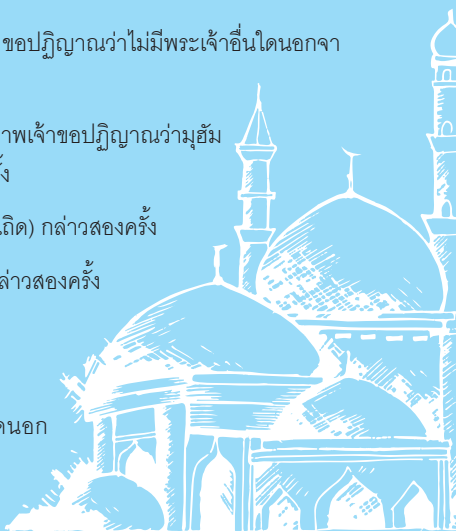 ขอปฏิญาณว่าไม่มีพระเจ้าอื่นใดนอกจา
าพเจ้าขอปฏิญาณว่ามุฮัม
ั้ง
ถิด) กล่าวสองครั้ง
ล่าวสองครั้ง
ดนอก